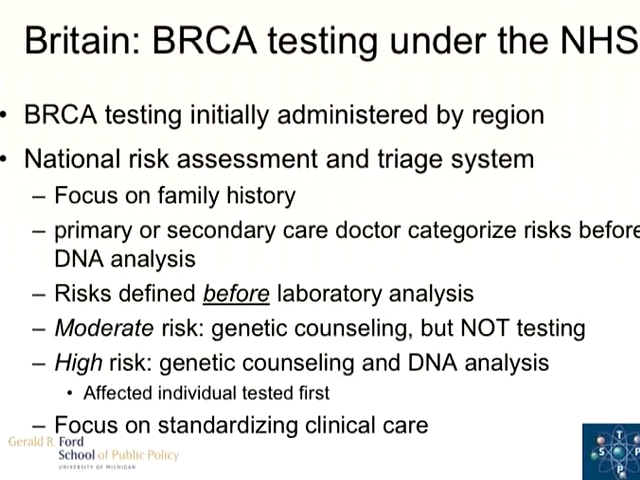 Britain: BRCA testing under the NHS
• BRCA testing initially administered by region
• National risk assessment and triage system
– Focus on family history
– primary or secondary care doctor categorize risks before
DNA analysis
– Risks defined before laboratory analysis
– Moderate risk: genetic counseling, but NOT testing
– High risk: genetic counseling and DNA analysis
• Affected individual tested first
– Focus on standardizing clinical care
Gerald R. Ford
School of Public Policy
UNIVERSITY OF MICHIGAN
T
S P
P